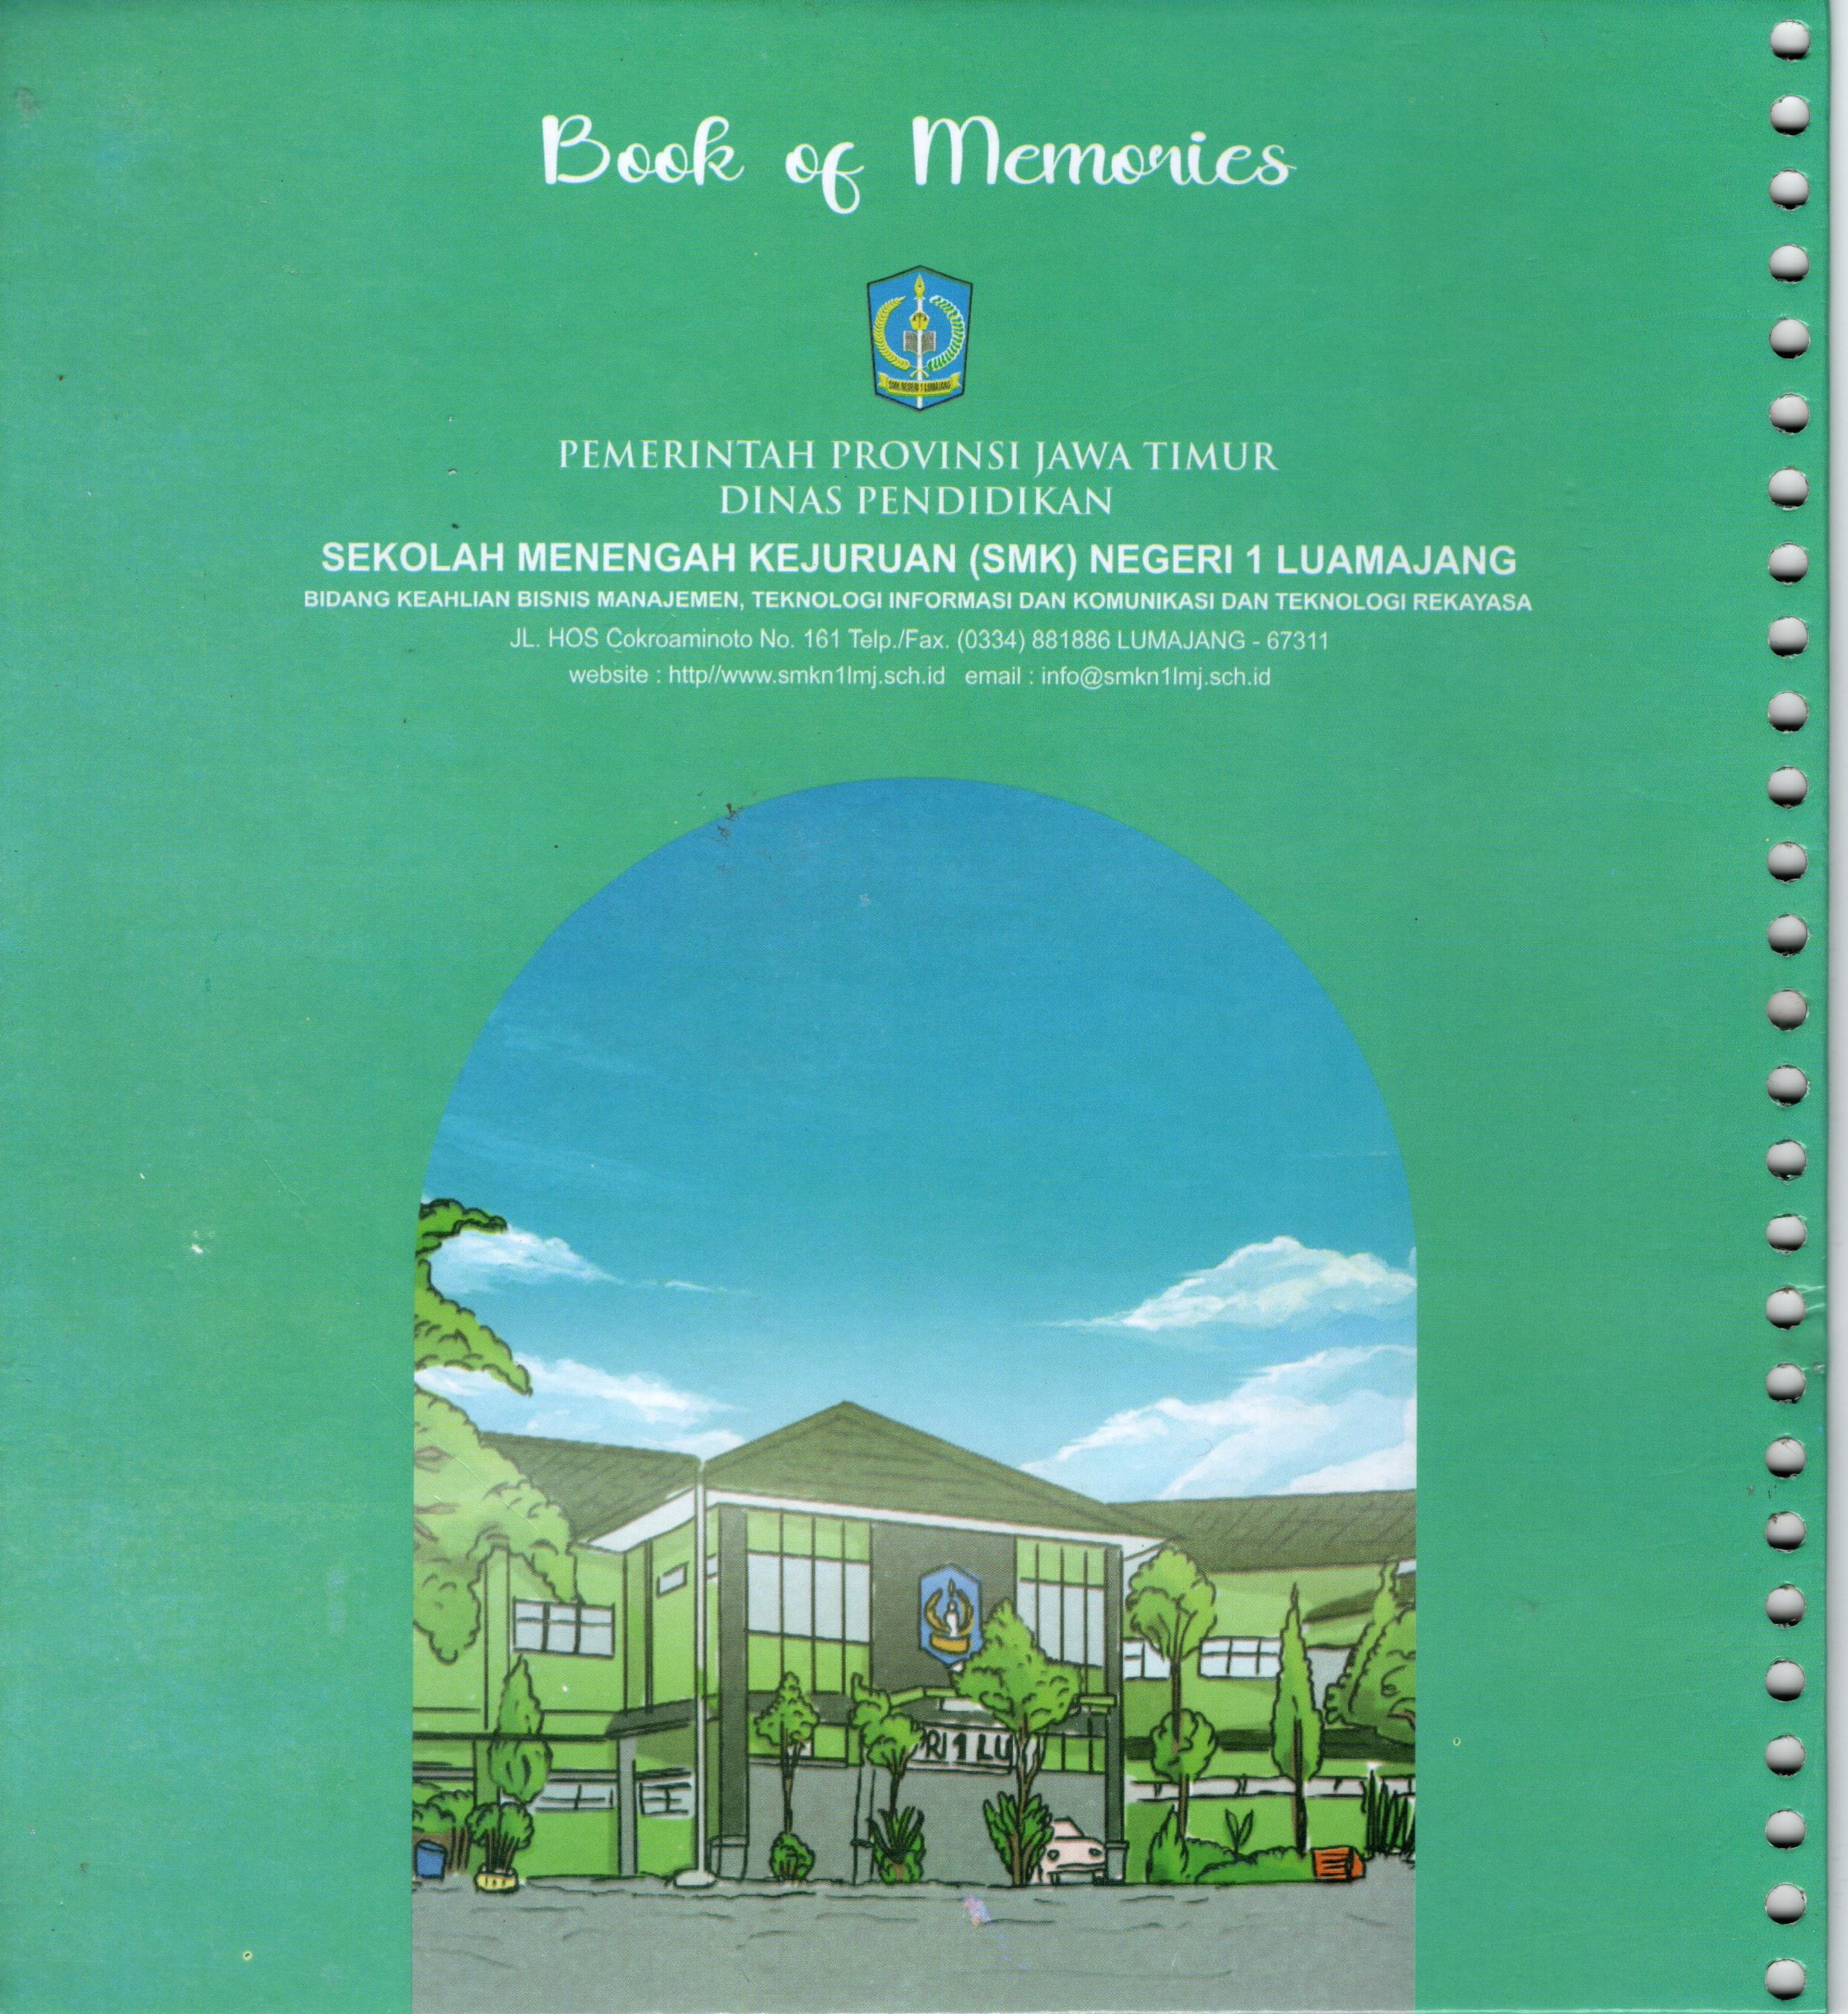 Book of Memories
SMK NEGERI 1 LUMAJANG
PEMERINTAH PROVINSI JAWA TIMUR
DINAS PENDIDIKAN
SEKOLAH MENENGAH KEJURUAN (SMK) NEGERI 1 LUAMAJANG
BIDANG KEAHLIAN BISNIS MANAJEMEN, TEKNOLOGI INFORMASI DAN KOMUNIKASI DAN TEKNOLOGI REKAYASA
JL. HOS Cokroaminoto No. 161 Telp./Fax. (0334) 881886 LUMAJANG - 67311
website : http//www.smkn1lmj.sch.id email : info@smkn1lmj.sch.id
RI 1 LU